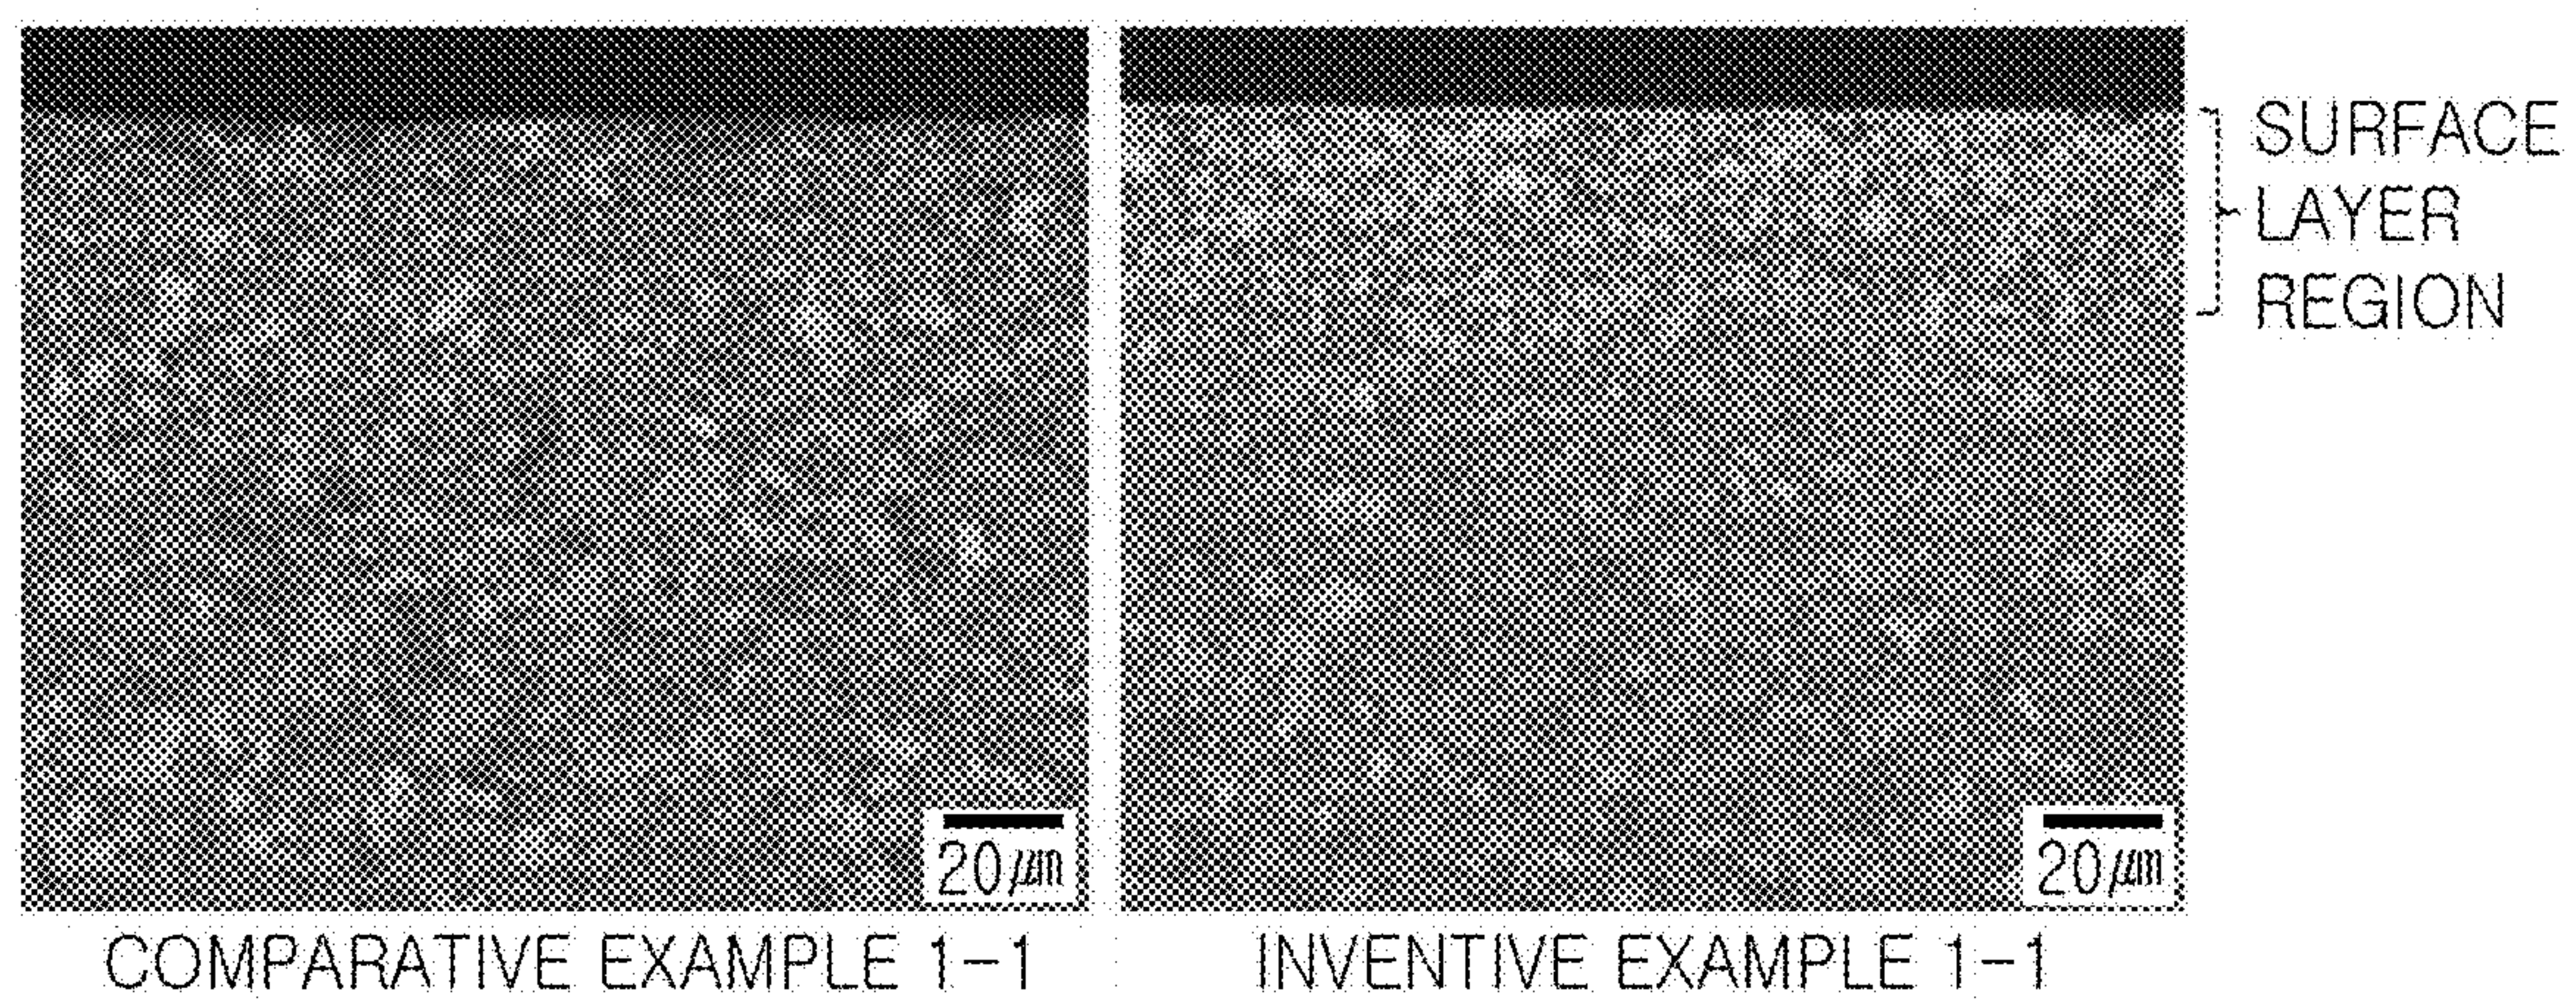 SURFACE
LAYER
REGION
20㎛
20㎛
COMPARATIVE EXAMPLE 1-1
INVENTIVE EXAMPLE 1-1